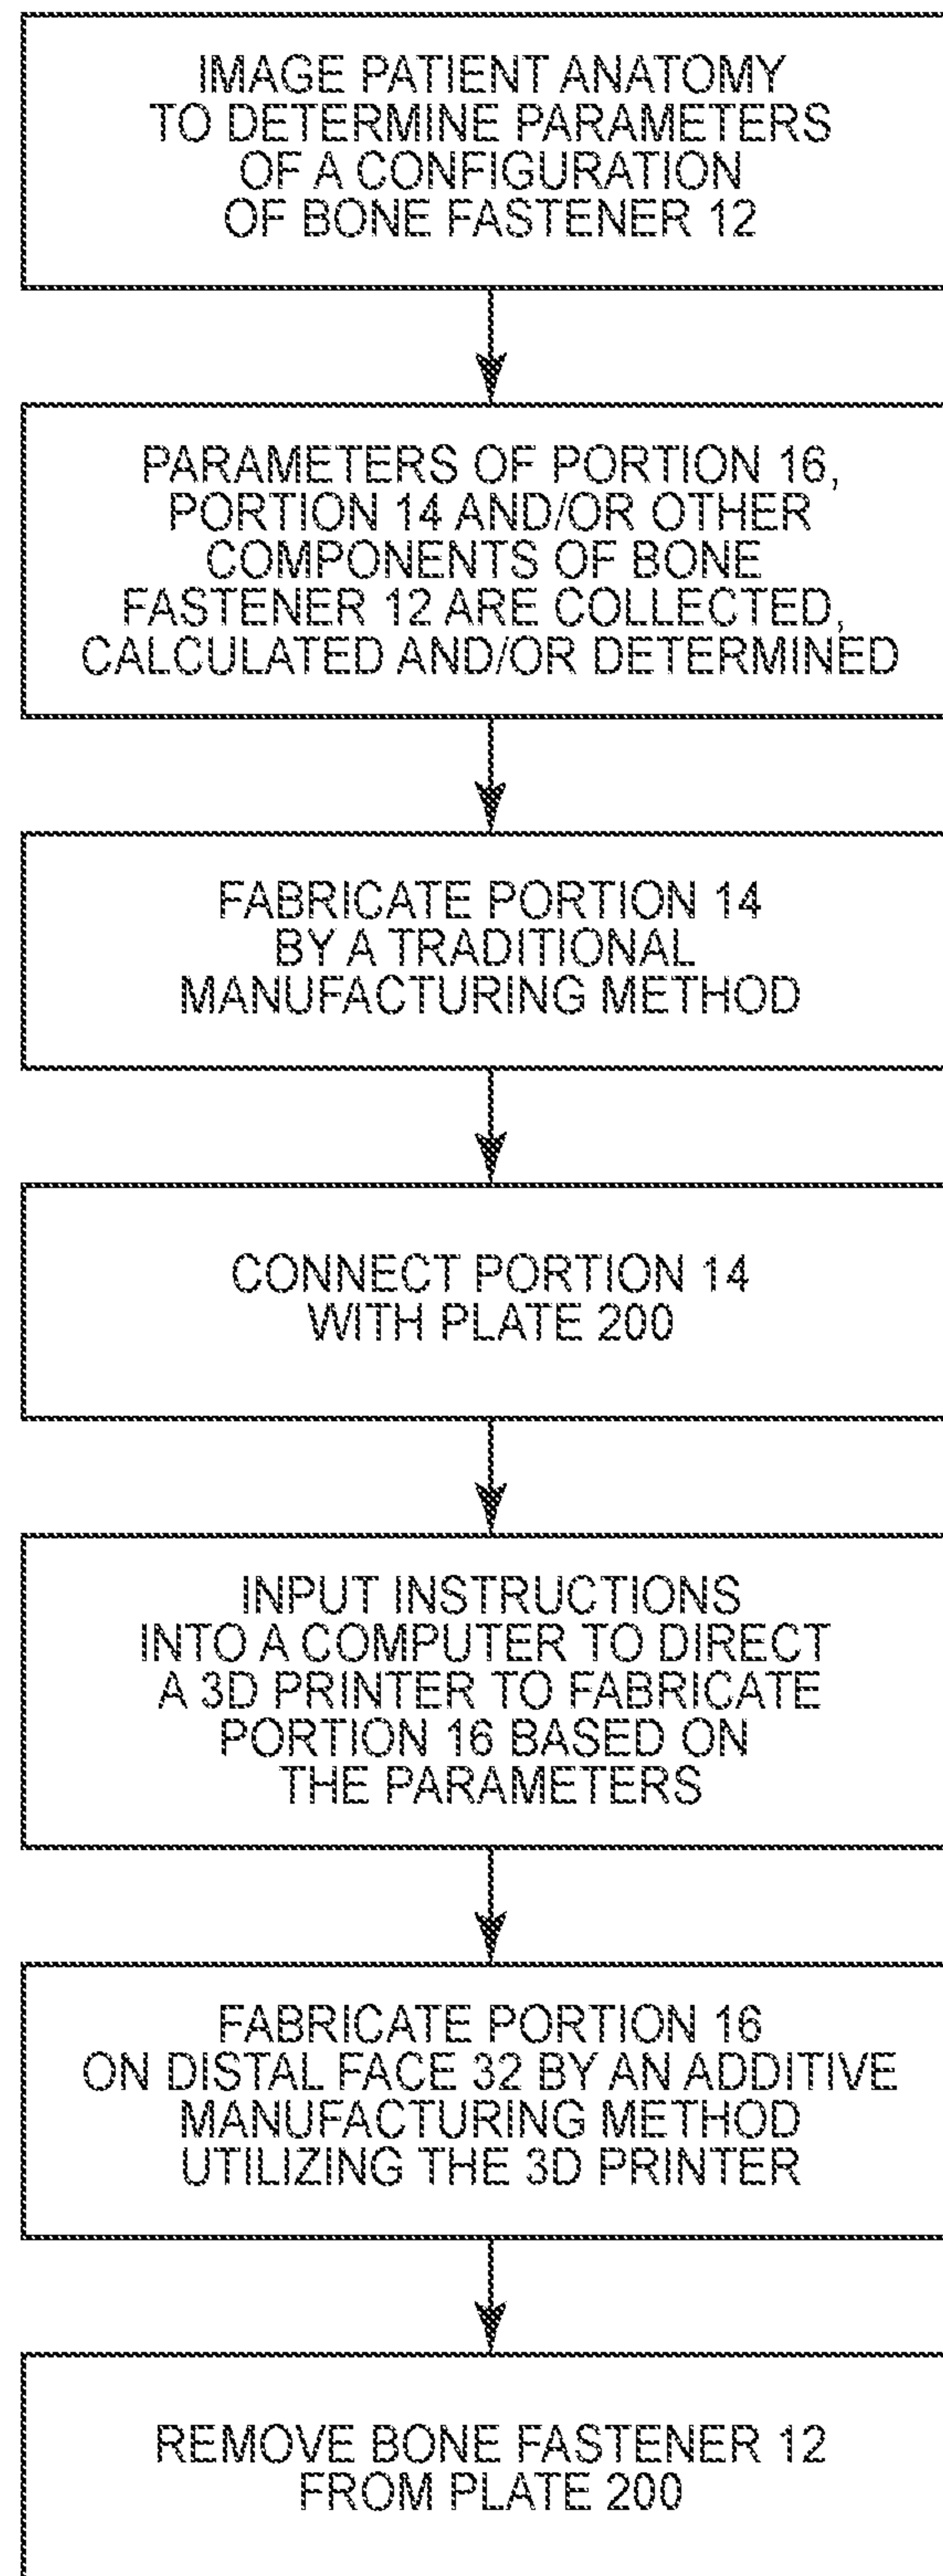 IMAGE PATIENT ANATOMY
TO DETERMINE PARAMETERS
OF A CONFIGURATION
OF BONE FASTENER 12
PARAMETERS OF PORTION 16,
PORTION 14 AND/OR OTHER
COMPONENTS OF BONE
FASTENER 12 ARE COLLECTED,
CALCULATED AND/OR DETERMINED
FABRICATE PORTION 14
BY A TRADITIONAL
MANUFACTURING METHOD
CONNECT PORTION 14
WITH PLATE 200
INPUT INSTRUCTIONS
INTO A COMPUTER TO DIRECT
A 3D PRINTER TO FABRICATE
PORTION 16 BASED ON
THE PARAMETERS
FABRICATE PORTION 16
ON DISTAL FACE 32 BY AN ADDITIVE
MANUFACTURING METHOD
UTILIZING THE 3D PRINTER
REMOVE BONE FASTENER 12
FROM PLATE 200